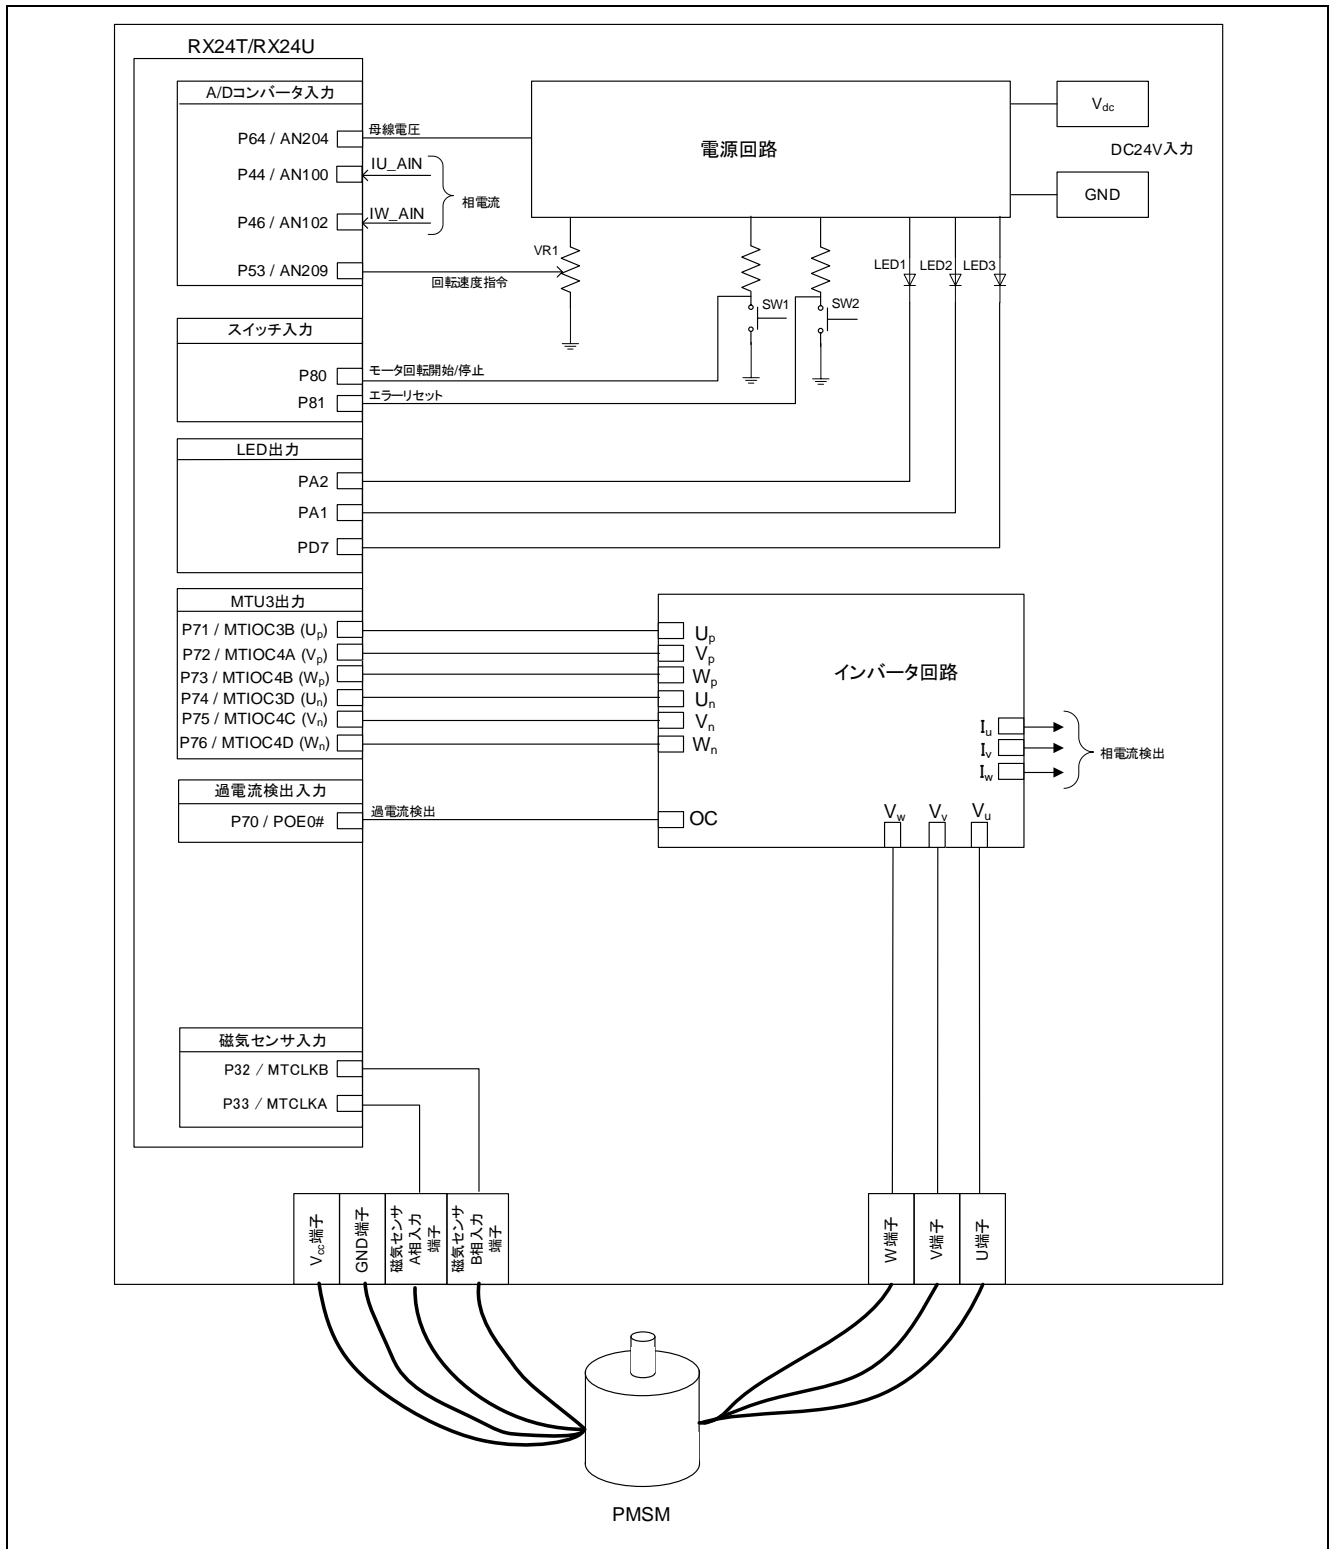 RX24T/RX24U
A/Dコンバータ入力
P64 / AN204
母線電圧
P44 / AN100
IU_AIN
P46 / AN102
IW_AIN
相電流
P53 / AN209
回転速度指令
VR1
電源回路
Vdc
DC24V入力
GND
SW1
SW2
LED1
LED2
LED3
スイッチ入力
P80
モータ回転開始/停止
P81
エラーリセット
LED出力
PA2
PA1
PD7
MTU3出力
P71 / MTIOC3B (Up)
P72 / MTIOC4A (Vp)
P73 / MTIOC4B (Wp)
P74 / MTIOC3D (Un)
P75 / MTIOC4C (Vn)
P76 / MTIOC4D (Wn)
Up
Vp
Wp
Un
Vn
Wn
インバータ回路
Iu
Iv
Iw
相電流検出
過電流検出入力
P70 / POE0#
過電流検出
OC
Vw
Vv
Vu
磁気センサ入力
P32 / MTCLKB
P33 / MTCLKA
Vcc端子
GND端子
磁気センサ
A相入力
端子
磁気センサ
B相入力
端子
W端子
V端子
U端子
PMSM